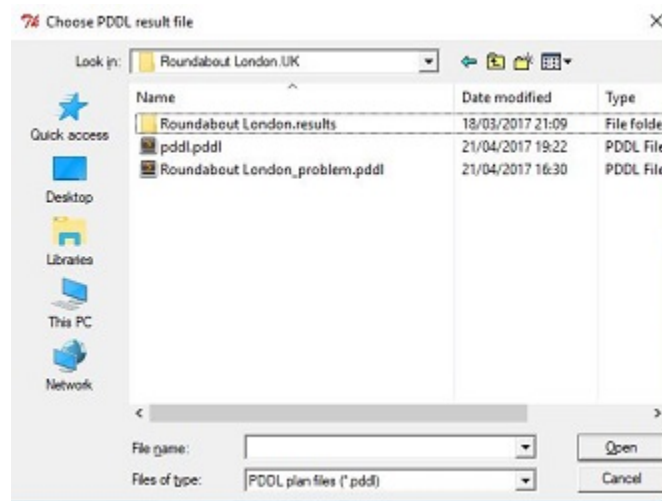 Choose PDDL result file
Look in: Roundabout London.UK
Name Date modified Type
Roundabout London.results 18/03/2017 21:09 File folde
pddl.pddl 21/04/2017 19:22 PDDL File
Roundabout London_problem.pddl 21/04/2017 16:30 PDDL File
Quick access
Desktop
Libraries
This PC
Network
File name: Open
Files of type: PDDL plan files (*.pddl) Cancel